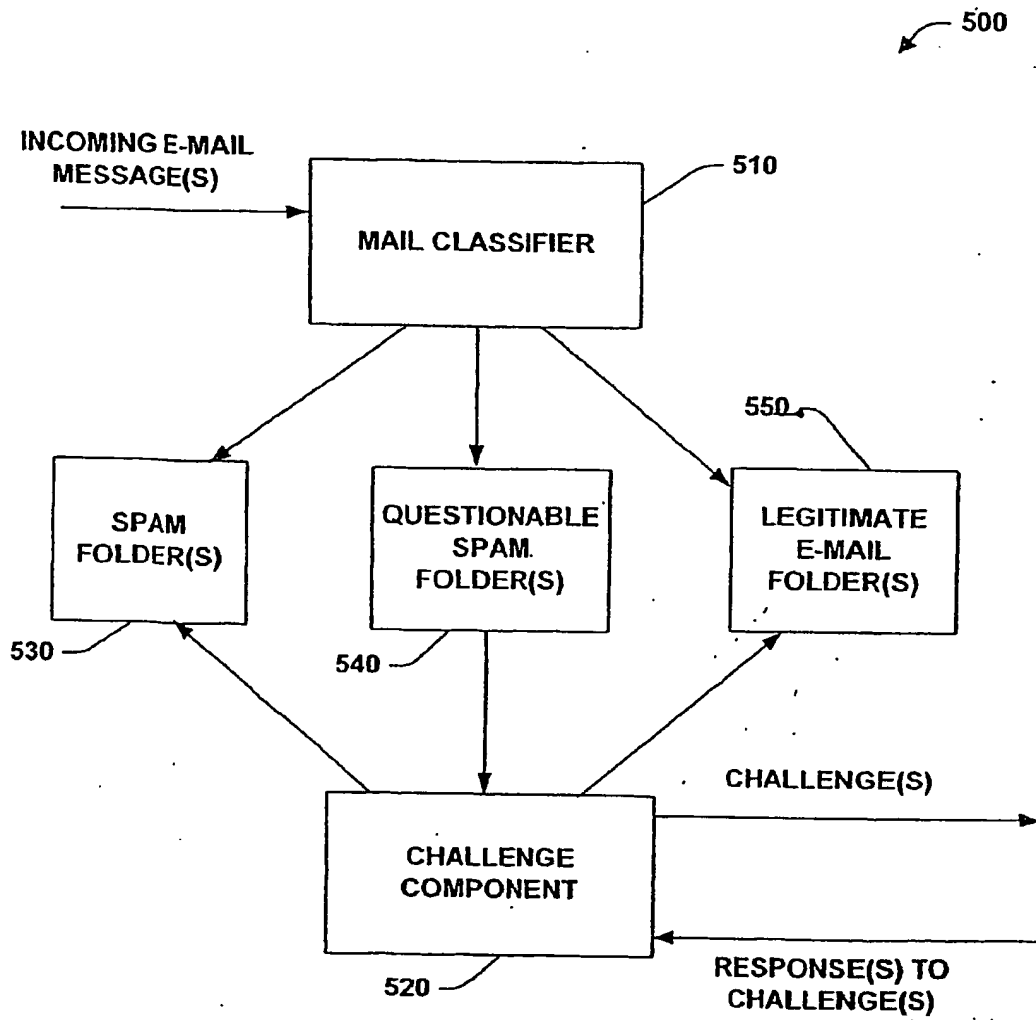 500
INCOMING E-MAIL
MESSAGE(S)
510
MAIL CLASSIFIER
550
SPAM
FOLDER(S)
QUESTIONABLE
SPAM
FOLDER(S)
LEGITIMATE
E-MAIL
FOLDER(S)
530
540
CHALLENGE(S)
CHALLENGE
COMPONENT
RESPONSE(S) TO
CHALLENGE(S)
520